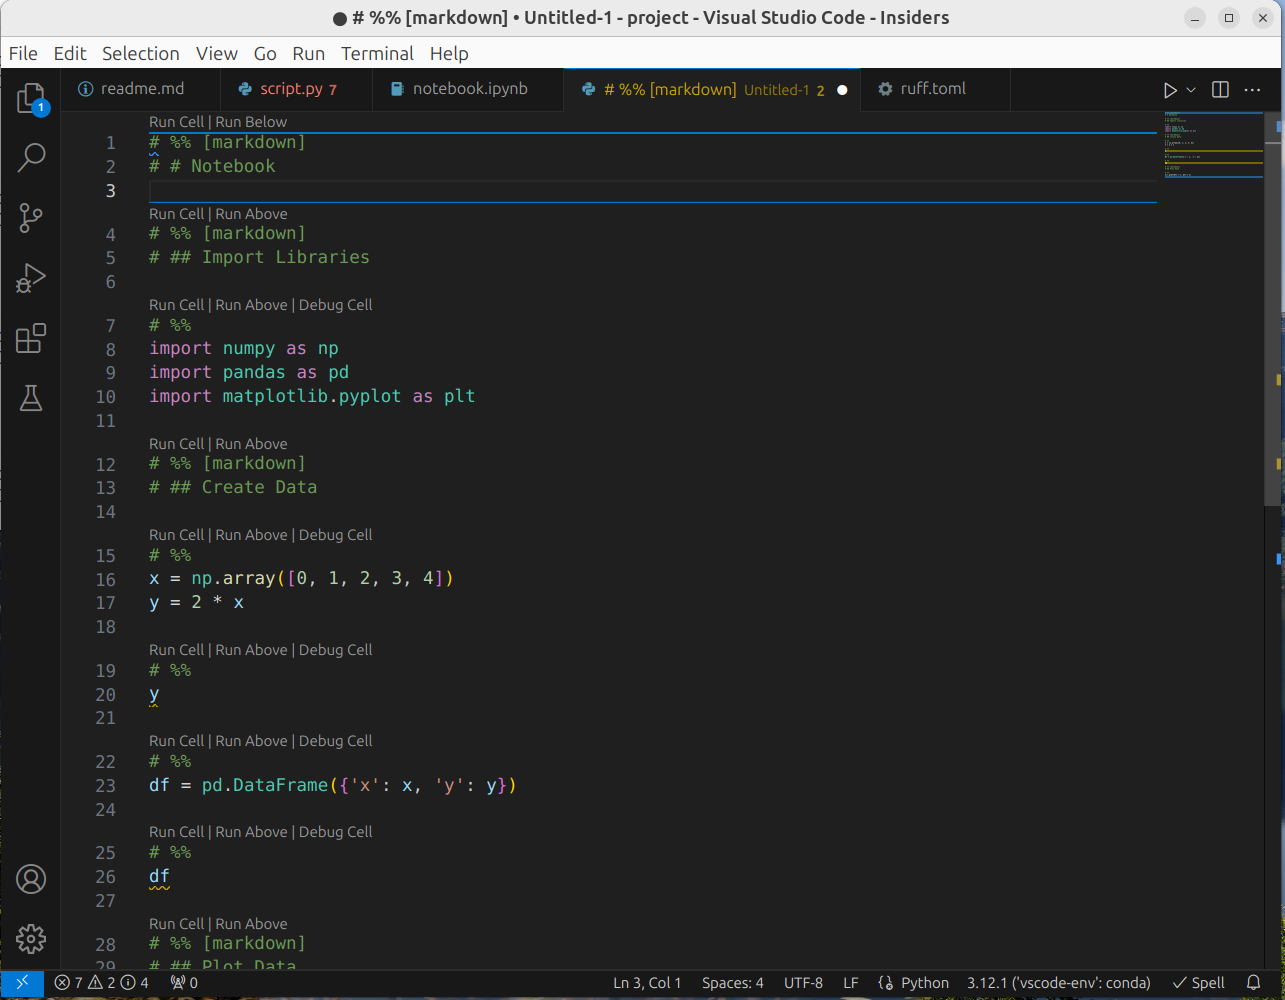 # %% [markdown] • Untitled-1 - project - Visual Studio Code - Insiders
File Edit Selection View Go Run Terminal Help
readme.md script.py 7 notebook.ipynb # %% [markdown] Untitled-1 2 ruff.toml
1
Run Cell | Run Below
1 # %% [markdown]
2 # # Notebook
3
Run Cell | Run Above
4 # %% [markdown]
5 # ## Import Libraries
6
Run Cell | Run Above | Debug Cell
7 # %%
8 import numpy as np
9 import pandas as pd
10 import matplotlib.pyplot as plt
11
Run Cell | Run Above
12 # %% [markdown]
13 # ## Create Data
14
Run Cell | Run Above | Debug Cell
15 # %%
16 x = np.array([0, 1, 2, 3, 4])
17 y = 2 * x
18
Run Cell | Run Above | Debug Cell
19 # %%
20 y
21
Run Cell | Run Above | Debug Cell
22 # %%
23 df = pd.DataFrame({'x': x, 'y': y})
24
Run Cell | Run Above | Debug Cell
25 # %%
26 df
27
Run Cell | Run Above
28 # %% [markdown]
29 # ## Plot Data
7 2 4 0 Ln 3, Col 1 Spaces: 4 UTF-8 LF Python 3.12.1 ('vscode-env': conda) Spell